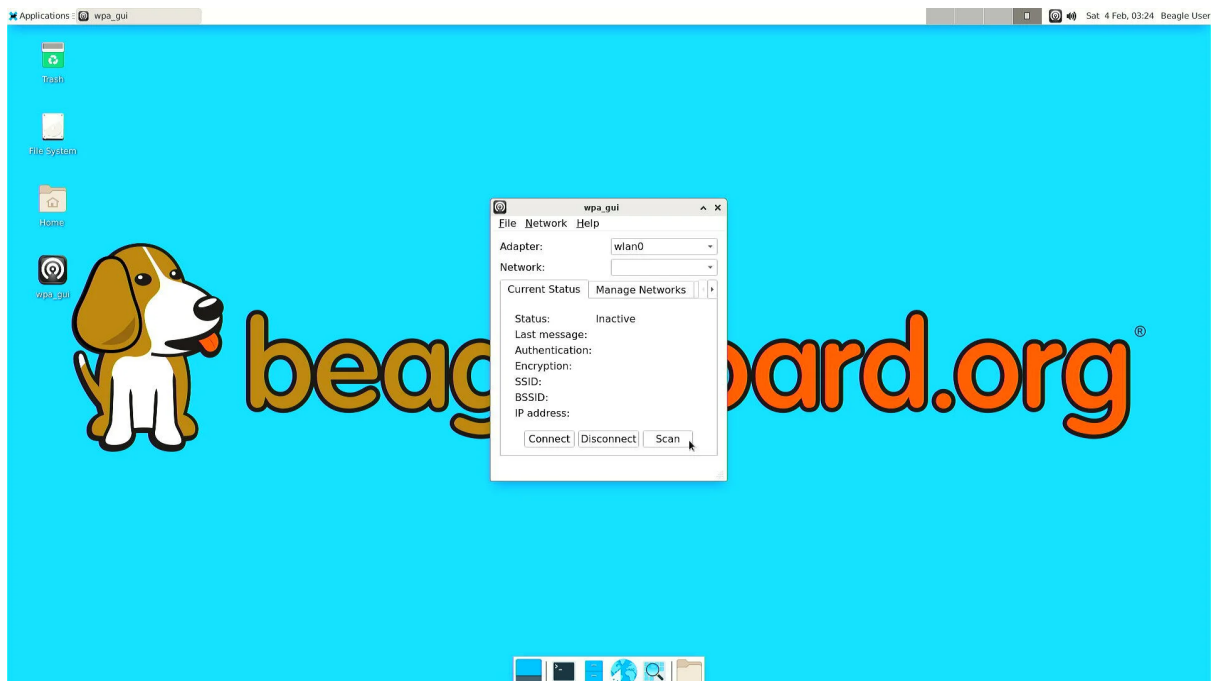 Applications
wpa_gui
Sat 4 Feb, 03:24
Beagle User
Trash
File System
Home
wpa_gui
wpa_gui
File Network Help
Adapter: wlan0
Network:
Current Status Manage Networks
Status: Inactive
Last message:
Authentication:
Encryption:
SSID:
BSSID:
IP address:
Connect Disconnect Scan
beag ard.org ®